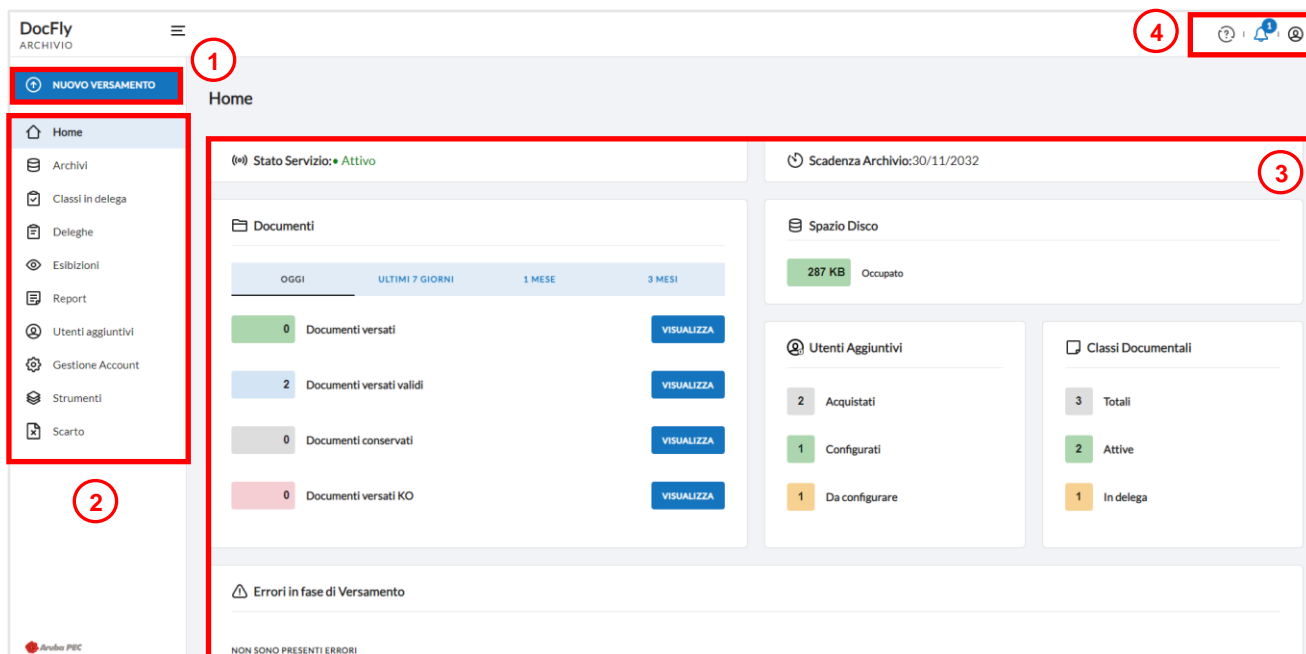 DocFly
ARCHIVIO
4
1
1
NUOVO VERSAMENTO
Home
Home
Archivi
Classi in delega
Deleghe
Esibizioni
Report
Utenti aggiuntivi
Gestione Account
Strumenti
Scarto
2
Aruba PEC
Stato Servizio:• Attivo
Scadenza Archivio:30/11/2032
3
Documenti
OGGI ULTIMI 7 GIORNI 1 MESE 3 MESI
0 Documenti versati VISUALIZZA
2 Documenti versati validi VISUALIZZA
0 Documenti conservati VISUALIZZA
0 Documenti versati KO VISUALIZZA
Spazio Disco
287 KB Occupato
Utenti Aggiuntivi
2 Acquistati
1 Configurati
1 Da configurare
Classi Documentali
3 Totali
2 Attive
1 In delega
Errori in fase di Versamento
NON SONO PRESENTI ERRORI